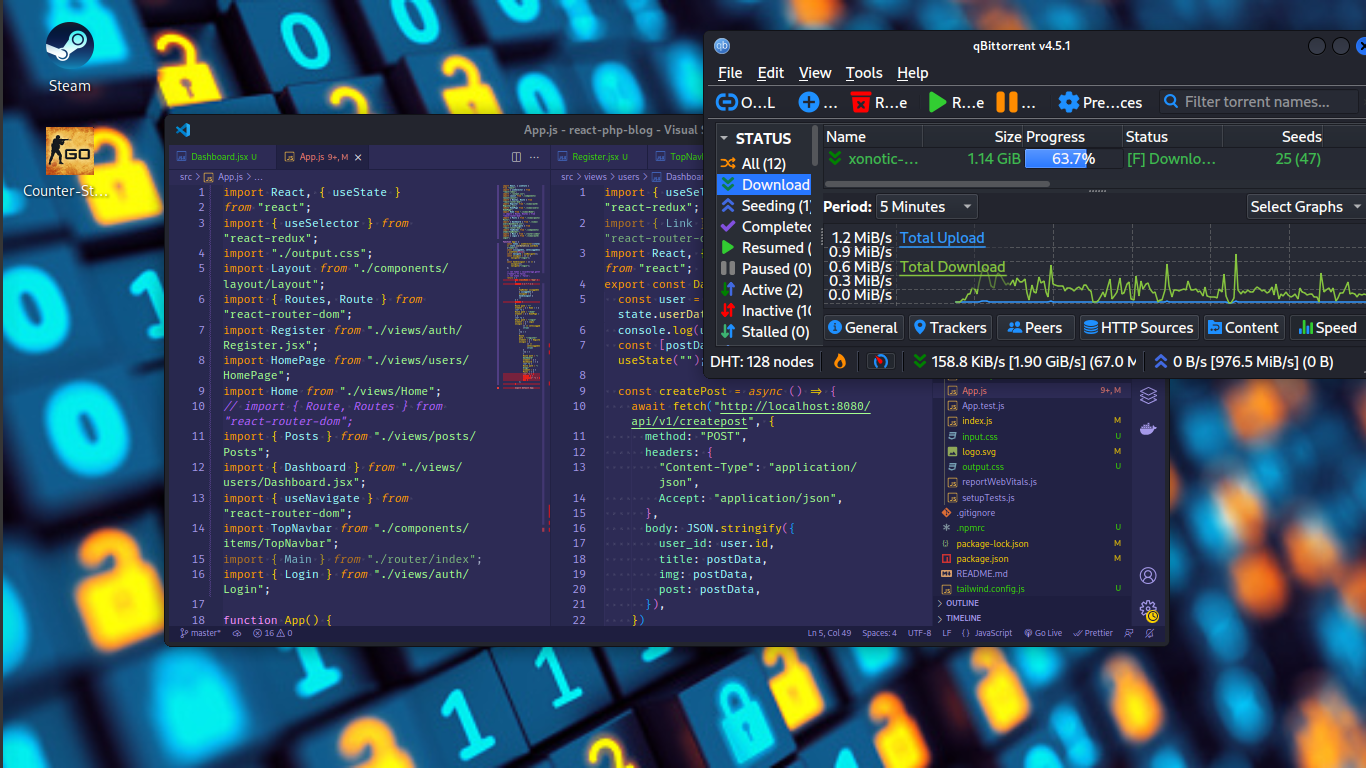 Steam
Counter-St...
App.js - react-php-blog - Visual S
Dashboard.jsx U
App.js 9+, M
src > App.js > ...
1 import React, { useState }
2 from "react";
3 import { useSelector } from
"react-redux";
4 import "./output.css";
5 import Layout from "./components/
layout/Layout";
6 import { Routes, Route } from
"react-router-dom";
7 import Register from "./views/auth/
Register.jsx";
8 import HomePage from "./views/users/
HomePage";
9 import Home from "./views/Home";
10 // import { Route, Routes } from
"react-router-dom";
11 import { Posts } from "./views/posts/
Posts";
12 import { Dashboard } from "./views/
users/Dashboard.jsx";
13 import { useNavigate } from
"react-router-dom";
14 import TopNavbar from "./components/
items/TopNavbar";
15 import { Main } from "./router/index";
16 import { Login } from "./views/auth/
Login";
17
18 function App() {
Register.jsx U
TopNav
src > views > users > Dashboa
1 import { useSel
"react-redux";
2 import { Link }
"react-router-d
3 import React, {
from "react";
4 export const Da
5 const user =
state.userDat
6 console.log(u
7 const [postDa
useState("")
8
9 const createPost = async () => {
10 await fetch("http://localhost:8080/
api/v1/createpost", {
11 method: "POST",
12 headers: {
13 "Content-Type": "application/
json",
14 Accept: "application/json",
15 },
16 body: JSON.stringify({
17 user_id: user.id,
18 title: postData,
19 img: postData,
20 post: postData,
21 }),
22 })
App.js 9+, M
App.test.js
index.js M
input.css U
logo.svg M
output.css U
reportWebVitals.js
setupTests.js
.gitignore
.npmrc U
package-lock.json M
package.json M
README.md
tailwind.config.js U
OUTLINE
TIMELINE
master* 16 0
Ln 5, Col 49 Spaces: 4 UTF-8 LF {} JavaScript Go Live Prettier
qBittorrent v4.5.1
File Edit View Tools Help
O...L ... R...e R...e ... Pre...ces Filter torrent names...
STATUS
All (12)
Download
Seeding (1
Completed
Resumed (
Paused (0)
Active (2)
Inactive (10
Stalled (0)
Name Size Progress Status Seeds
xonotic-... 1.14 GiB 63.7% [F] Downlo... 25 (47)
Period: 5 Minutes Select Graphs
1.2 MiB/s
0.9 MiB/s
0.6 MiB/s
0.3 MiB/s
0.0 MiB/s
Total Upload
Total Download
General Trackers Peers HTTP Sources Content Speed
DHT: 128 nodes 158.8 KiB/s [1.90 GiB/s] (67.0 M 0 B/s [976.5 MiB/s] (0 B)